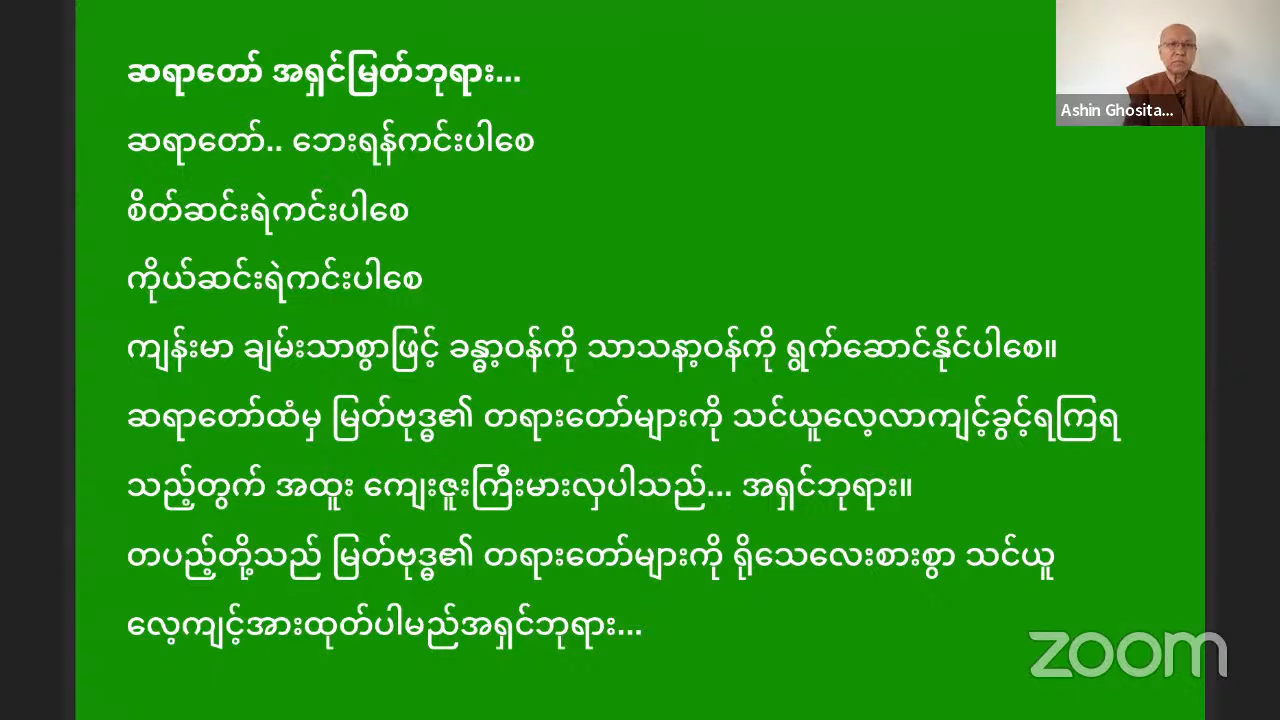 ဆရာတော် အရှင်မြတ်ဘုရား...
ဆရာတော်.. ဘေးရန်ကင်းပါစေ
စိတ်ဆင်းရဲကင်းပါစေ
ကိုယ်ဆင်းရဲကင်းပါစေ
ကျန်းမာ ချမ်းသာစွာဖြင့် ခန္ဓာ့ဝန်ကို သာသနာ့ဝန်ကို ရွက်ဆောင်နိုင်ပါစေ။
ဆရာတော်ထံမှ မြတ်ဗုဒ္ဓ၏ တရားတော်များကို သင်ယူလေ့လာကျင့်ခွင့်ရကြရ
သည့်တွက် အထူး ကျေးဇူးကြီးမားလှပါသည်... အရှင်ဘုရား။
တပည့်တို့သည် မြတ်ဗုဒ္ဓ၏ တရားတော်များကို ရိုသေလေးစားစွာ သင်ယူ
လေ့ကျင့်အားထုတ်ပါမည်အရှင်ဘုရား...
Ashin Ghosita...
zoom